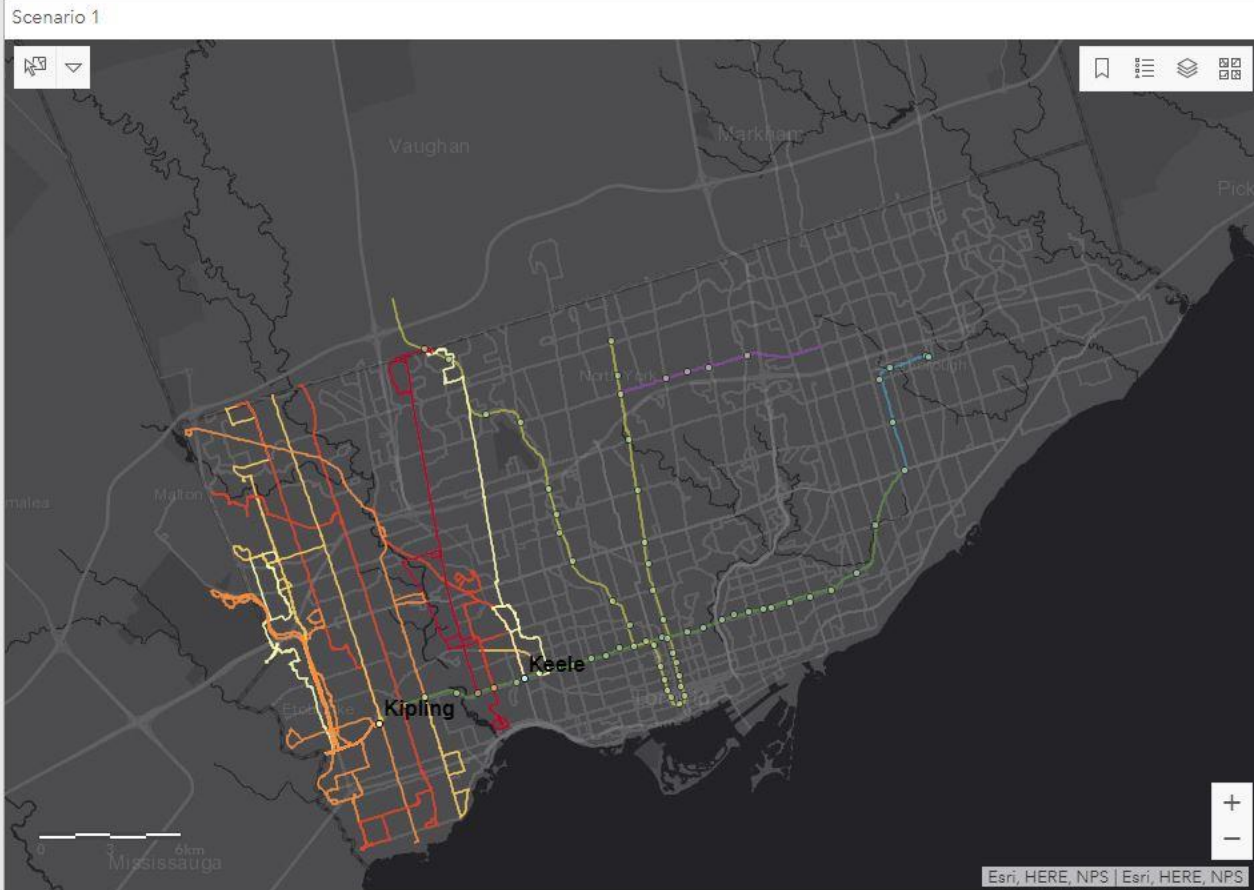 Scenario 1
Vaughan
Markham
Pick
North York
Scarborough
Malton
malea
Keele
Kipling
Etobicoke
Toronto
0 3 6km
Mississauga
Esri, HERE, NPS | Esri, HERE, NPS